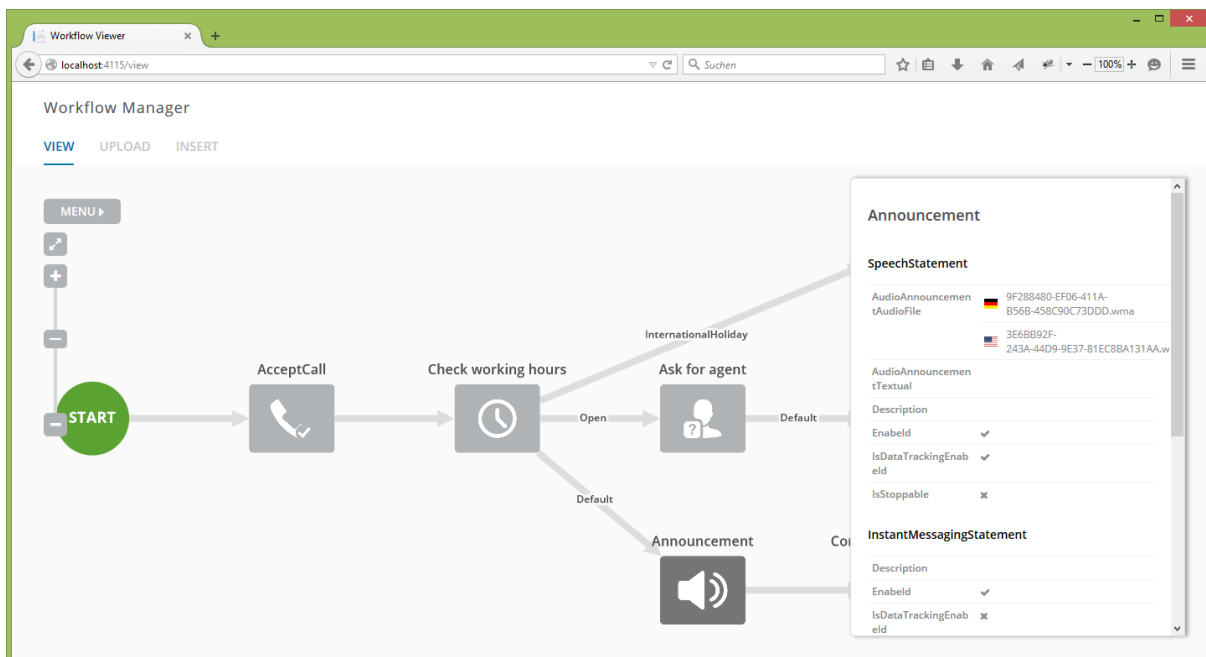 Workflow Viewer
localhost:4115/view
Suchen
100%
Workflow Manager
VIEW UPLOAD INSERT
MENU
START
AcceptCall
Check working hours
InternationalHoliday
Open
Default
Ask for agent
Default
Announcement
Announcement
SpeechStatement
AudioAnnouncemen
tAudioFile
9F288480-EF06-411A-
B56B-458C90C73DDD.wma
3E6BB92F-
243A-44D9-9E37-81EC8BA131AA.w
AudioAnnouncemen
tTextual
Description
Enabeld
IsDataTrackingEnab
eld
IsStoppable
InstantMessagingStatement
Description
Enabeld
IsDataTrackingEnab
eld